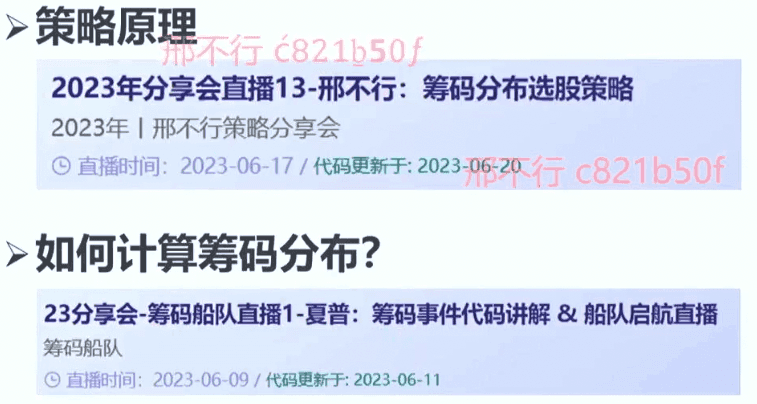 ➢策略原理
邢不行 c821b50f
2023年分享会直播13-邢不行：筹码分布选股策略
2023年丨邢不行策略分享会
直播时间：2023-06-17 / 代码更新于: 2023-06-20
邢不行 c821b50f
➢如何计算筹码分布?
23分享会-筹码船队直播1-夏普：筹码事件代码讲解 & 船队启航直播
筹码船队
直播时间：2023-06-09 / 代码更新于: 2023-06-11